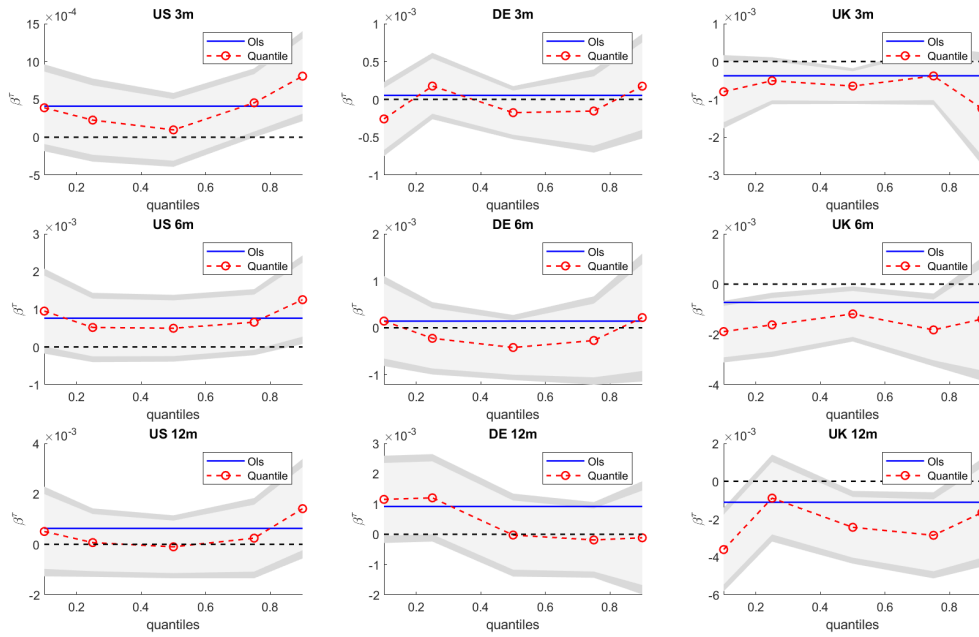 US 3m
DE 3m
UK 3m
×10⁻⁴
×10⁻³
×10⁻³
15
10
5
0
-5
βᵀ
Ols
Quantile
0.2
0.4
0.6
0.8
quantiles
1
0.5
0
-0.5
-1
βᵀ
Ols
Quantile
0.2
0.4
0.6
0.8
quantiles
1
0
-1
-2
-3
βᵀ
Ols
Quantile
0.2
0.4
0.6
0.8
quantiles
US 6m
DE 6m
UK 6m
×10⁻³
×10⁻³
×10⁻³
3
2
1
0
-1
βᵀ
Ols
Quantile
0.2
0.4
0.6
0.8
quantiles
2
1
0
-1
βᵀ
Ols
Quantile
0.2
0.4
0.6
0.8
quantiles
2
0
-2
-4
βᵀ
Ols
Quantile
0.2
0.4
0.6
0.8
quantiles
US 12m
DE 12m
UK 12m
×10⁻³
×10⁻³
×10⁻³
4
2
0
-2
βᵀ
Ols
Quantile
0.2
0.4
0.6
0.8
quantiles
3
2
1
0
-1
-2
βᵀ
Ols
Quantile
0.2
0.4
0.6
0.8
quantiles
2
0
-2
-4
-6
βᵀ
Ols
Quantile
0.2
0.4
0.6
0.8
quantiles